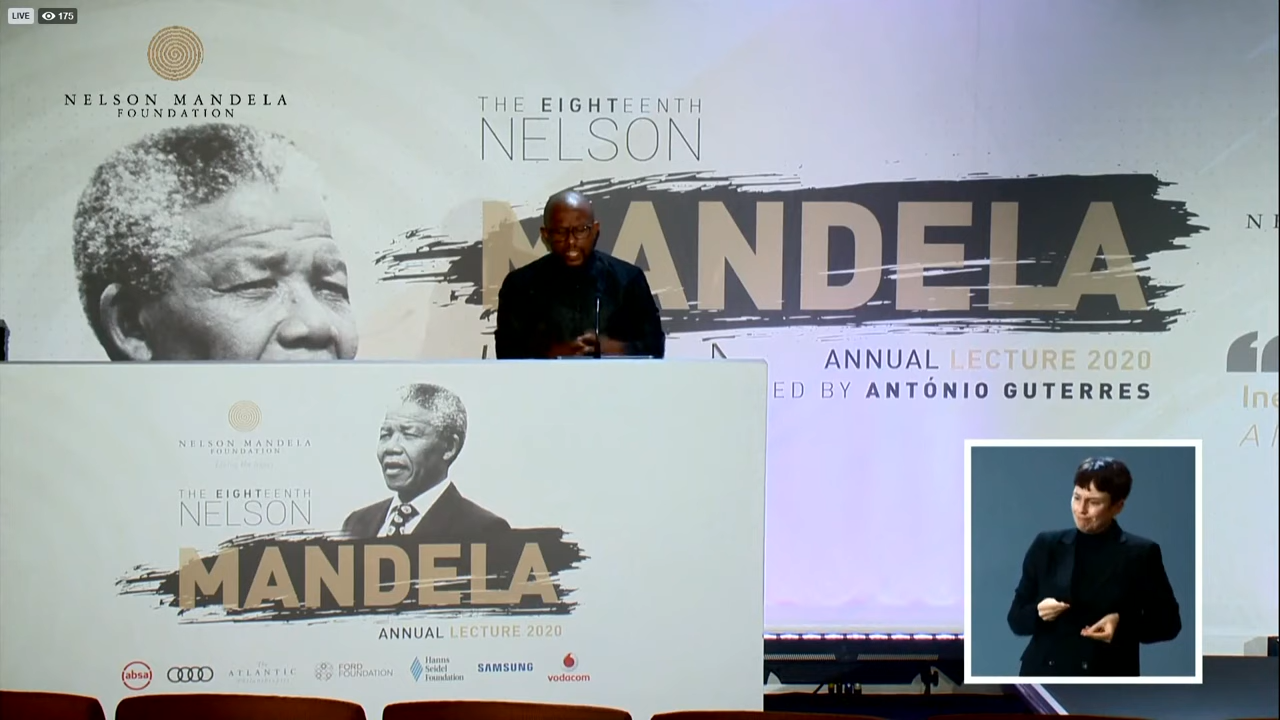 LIVE 175
NELSON MANDELA
FOUNDATION
THE EIGHTEENTH
NELSON
MANDELA
ANNUAL LECTURE 2020
ED BY ANTÓNIO GUTERRES
“
NELSON MANDELA
FOUNDATION
THE EIGHTEENTH
NELSON
MANDELA
ANNUAL LECTURE 2020
absa
The
ATLANTIC
FORD
FOUNDATION
Hanns
Seidel
Foundation
SAMSUNG
vodacom